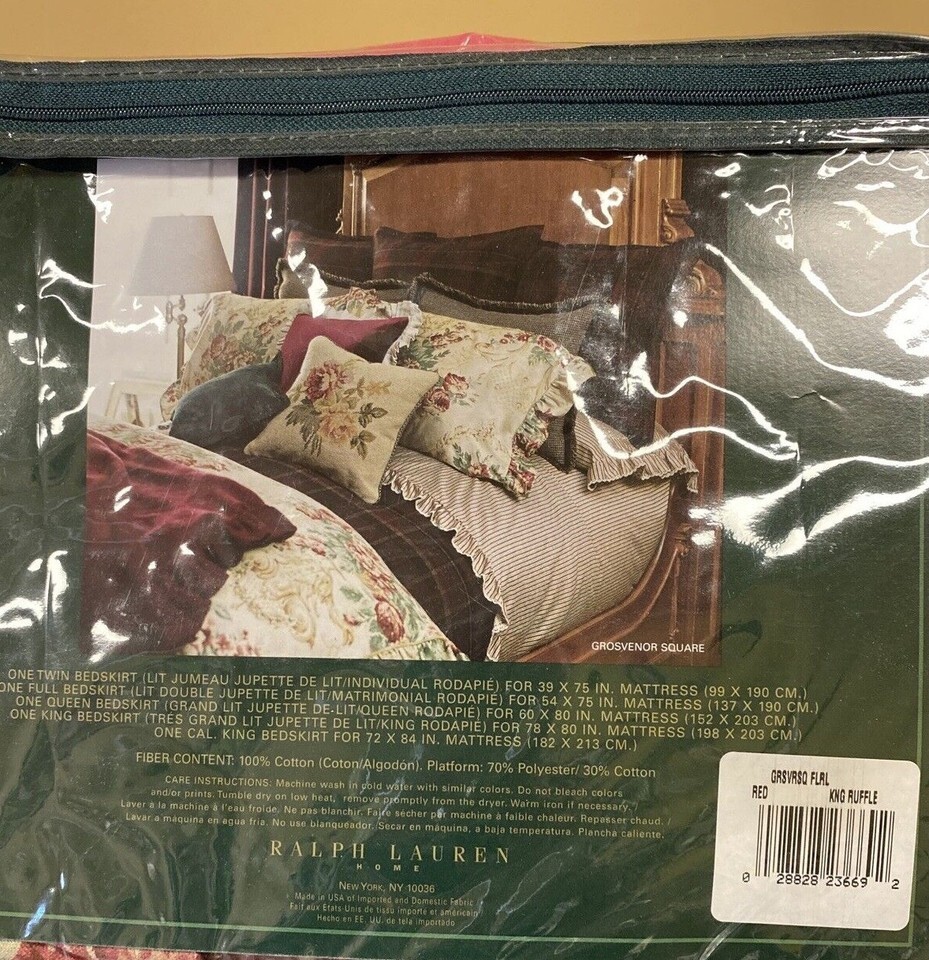 GROSVENOR SQUARE
ONE TWIN BEDSKIRT (LIT JUMEAU JUPETTE DE LIT/INDIVIDUAL RODAPIÉ) FOR 39 X 75 IN. MATTRESS (99 X 190 CM.)
ONE FULL BEDSKIRT (LIT DOUBLE JUPETTE DE LIT/MATRIMONIAL RODAPIÉ) FOR 54 X 75 IN. MATTRESS (137 X 190 CM.)
ONE QUEEN BEDSKIRT (GRAND LIT JUPETTE DE-LIT/QUEEN RODAPIÉ) FOR 60 X 80 IN. MATTRESS (152 X 203 CM.)
ONE KING BEDSKIRT (TRÉS GRAND LIT JUPETTE DE LIT/KING RODAPIÉ) FOR 78 X 80 IN. MATTRESS (198 X 203 CM.)
ONE CAL. KING BEDSKIRT FOR 72 X 84 IN. MATTRESS (182 X 213 CM.)
FIBER CONTENT: 100% Cotton (Coton/Algodón). Platform: 70% Polyester/ 30% Cotton
CARE INSTRUCTIONS: Machine wash in cold water with similar colors. Do not bleach colors
and/or prints. Tumble dry on low heat, remove promptly from the dryer. Warm iron if necessary. /
Laver à la machine à l'eau froide. Ne pas blanchir. Faire sécher par machine à faible chaleur. Repasser chaud. /
Lavar a maquina en agua fria. No use blanqueador. Secar en máquina, a baja temperatura. Plancha caliente.
RALPH LAUREN
HOME
NEW YORK, NY 10036
Made in USA of Imported and Domestic Fabric
Fait aux États-Unis de tissu importé et américain
Hecho en EE. UU. de tela importado
GRSVRSQ FLRL
RED KNG RUFFLE
0 28828 23669 2